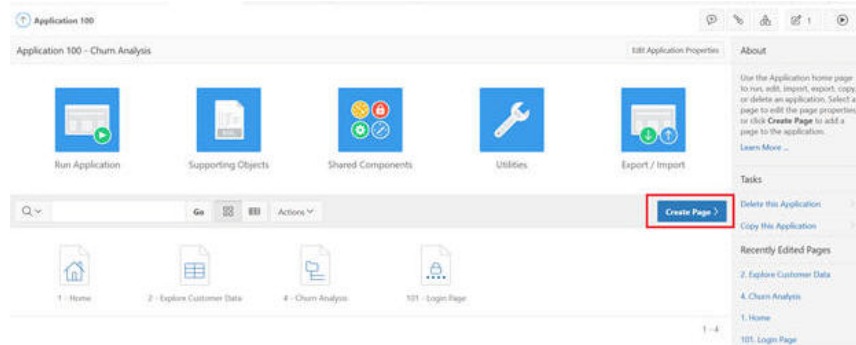 Application 100
1
Application 100 - Churn Analysis
Edit Application Properties
About
Use the Application home page
to run, edit, import, export, copy,
or delete an application. Select a
page to edit the page properties,
or click Create Page to add a
page to the application.
Learn More ...
Run Application
Supporting Objects
Shared Components
Utilities
Export / Import
Tasks
Delete this Application
Copy this Application
Go
Actions
Create Page
Recently Edited Pages
2. Explore Customer Data
4. Churn Analysis
1. Home
101. Login Page
1 - Home
2 - Explore Customer Data
4 - Churn Analysis
101 - Login Page
1 - 4